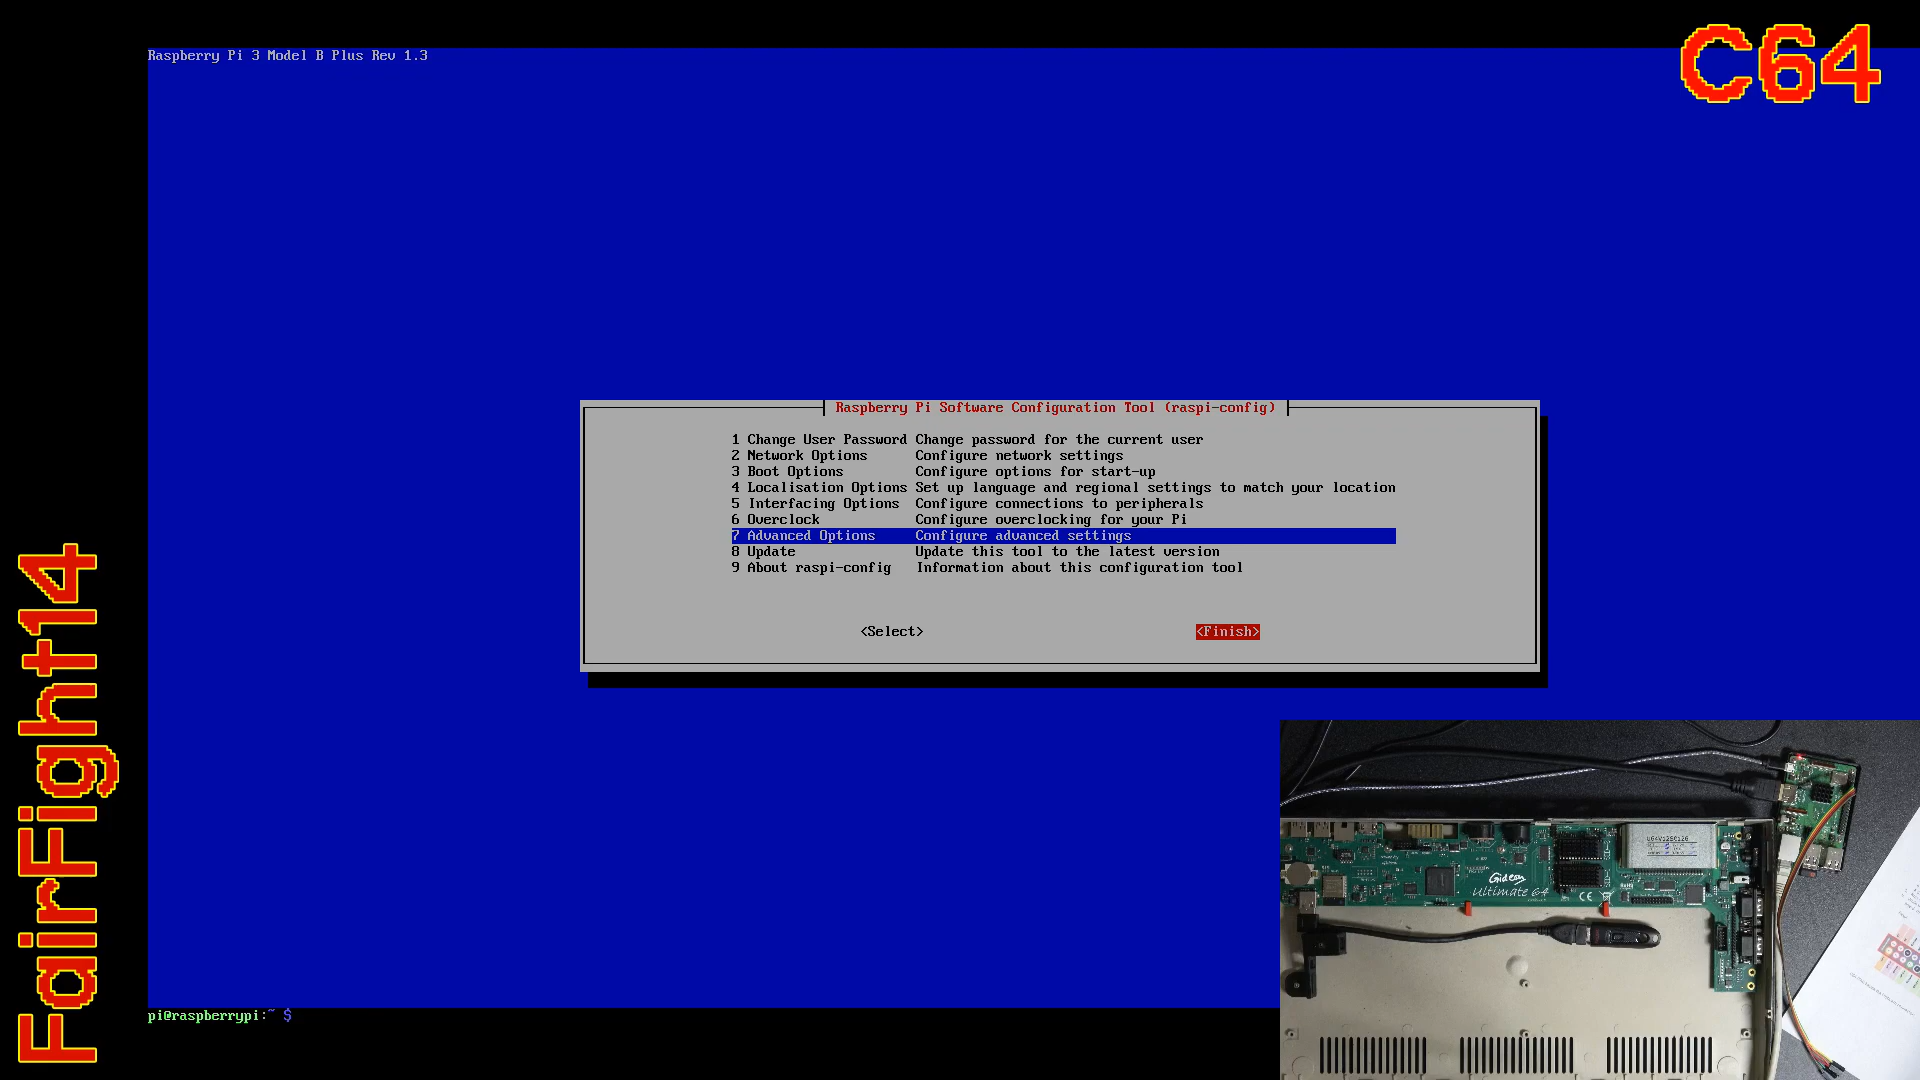 Raspberry Pi 3 Model B Plus Rev 1.3
C64
Raspberry Pi Software Configuration Tool (raspi-config)
1 Change User Password Change password for the current user
2 Network Options Configure network settings
3 Boot Options Configure options for start-up
4 Localisation Options Set up language and regional settings to match your location
5 Interfacing Options Configure connections to peripherals
6 Overclock Configure overclocking for your Pi
7 Advanced Options Configure advanced settings
8 Update Update this tool to the latest version
9 About raspi-config Information about this configuration tool
<Select> <Finish>
FairFight14
Gideon
Ultimate 64
CE
pi@raspberrypi:~ $